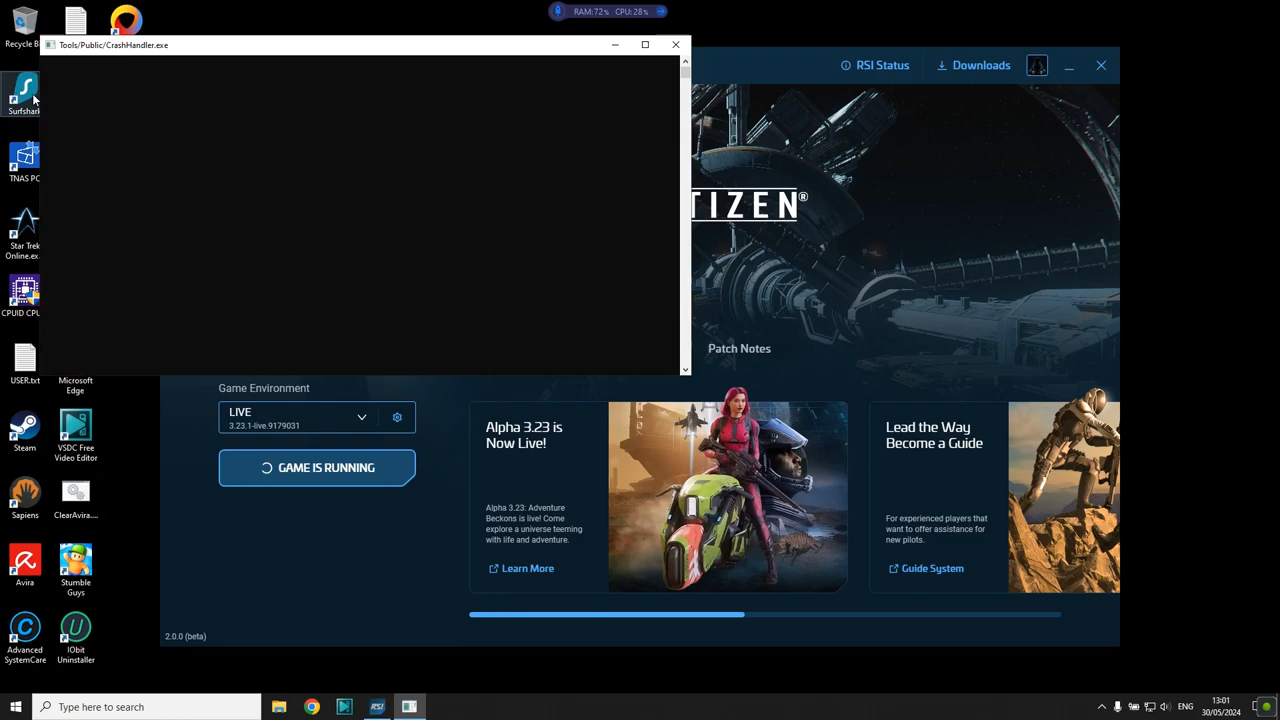 RAM:72% CPU:28%
Recycle B
Tools/Public/CrashHandler.exe
RSI Status
Downloads
Surfshark
TNAS PC
TIZEN®
Star Trek
Online.ex
CPUID CPU
Patch Notes
USER.txt
Microsoft
Edge
Game Environment
LIVE
3.23.1-live.9179031
GAME IS RUNNING
Alpha 3.23 is
Now Live!
Alpha 3.23: Adventure
Beckons is live! Come
explore a universe teeming
with life and adventure.
Learn More
Lead the Way
Become a Guide
For experienced players that
want to offer assistance for
new pilots.
Guide System
Steam
VSDC Free
Video Editor
Sapiens
ClearAvira....
Avira
Stumble
Guys
Advanced
SystemCare
IObit
Uninstaller
2.0.0 (beta)
Type here to search
RSI
ENG
13:01
30/05/2024